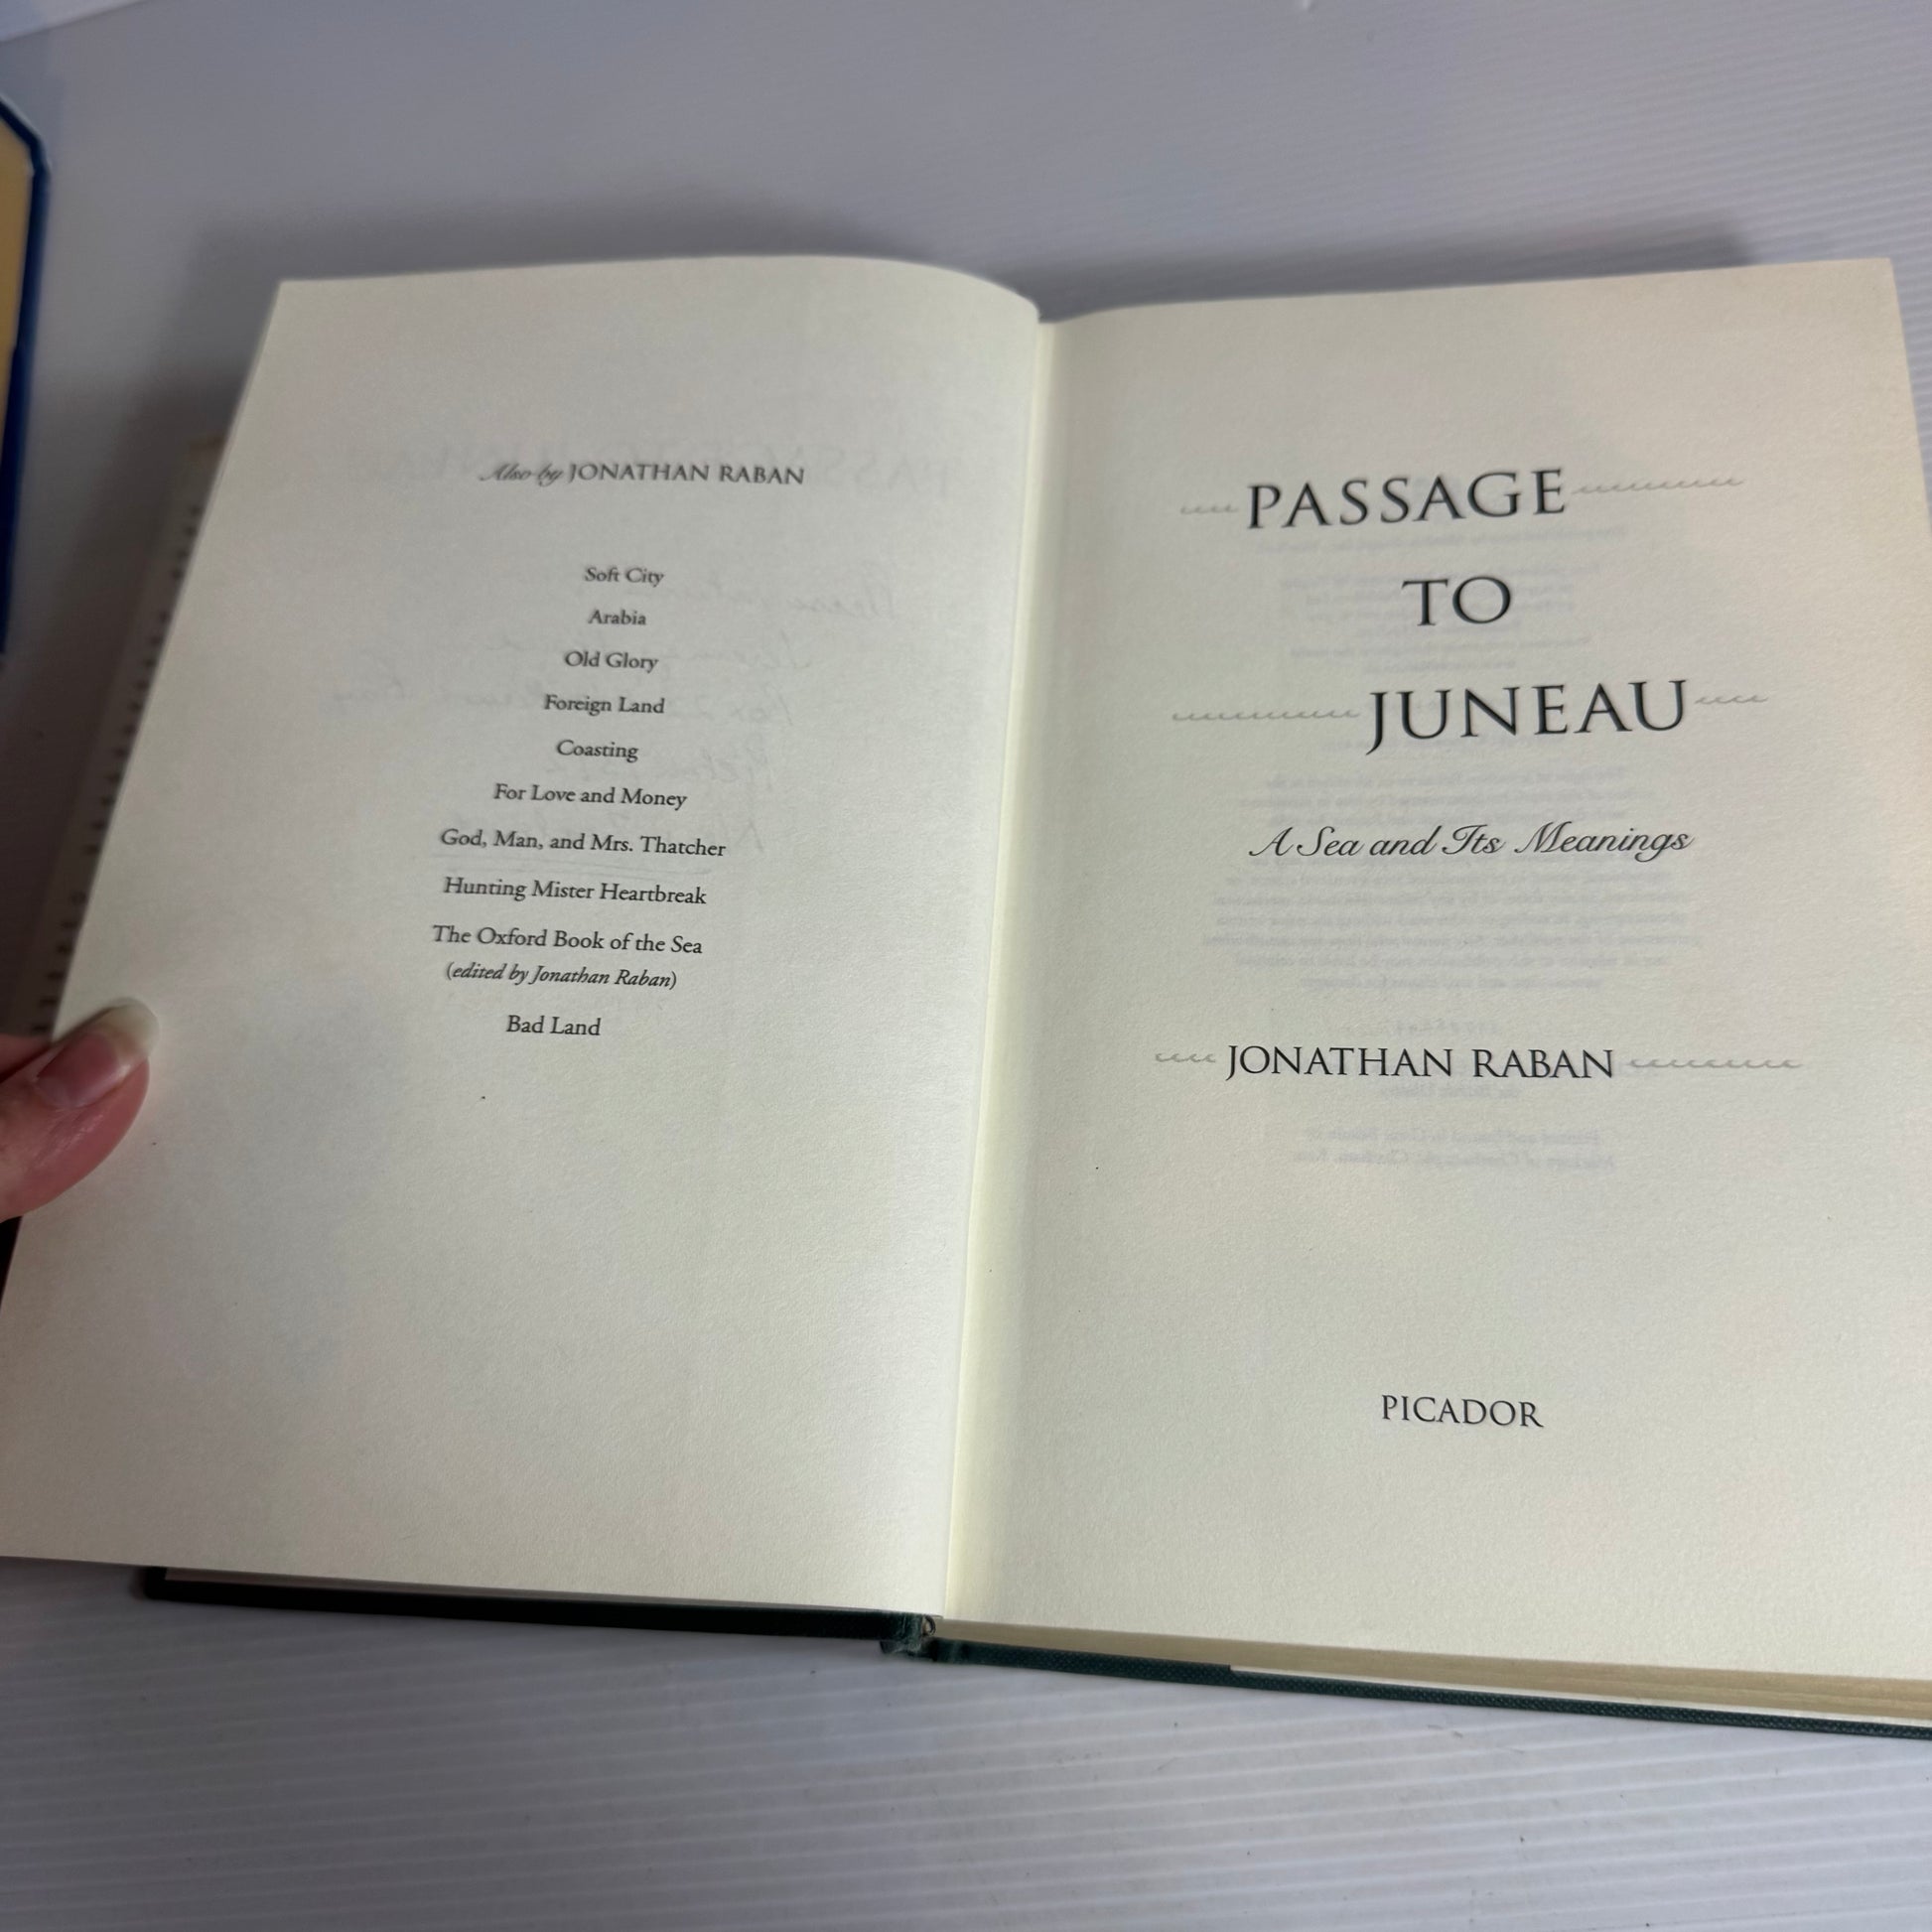 Also by JONATHAN RABAN
Soft City
Arabia
Old Glory
Foreign Land
Coasting
For Love and Money
God, Man, and Mrs. Thatcher
Hunting Mister Heartbreak
The Oxford Book of the Sea
(edited by Jonathan Raban)
Bad Land
PASSAGE
TO
JUNEAU
A Sea and Its Meanings
JONATHAN RABAN
PICADOR